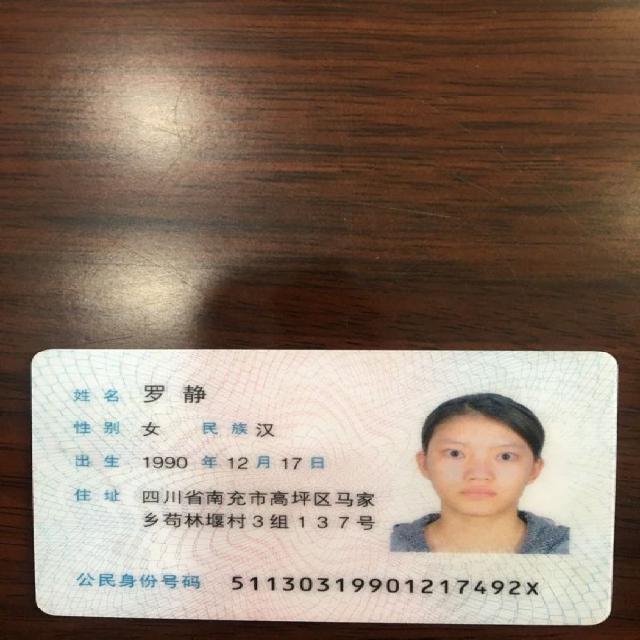 姓名 罗静
性别 女 民族 汉
出生 1990 年 12 月 17 日
住址 四川省南充市高坪区马家
乡苟林堰村3组137号
公民身份号码 51130319901217492X